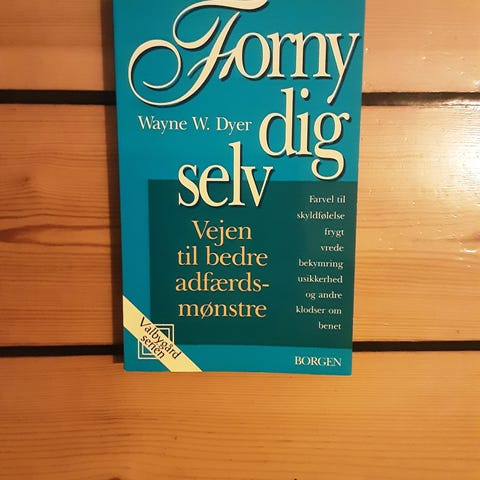 Forny
Wayne W. Dyer
dig
selv
Vejen
til bedre
adfærds-
mønstre
Farvel til
skyldfølelse
frygt
vrede
bekymring
usikkerhed
og andre
klodser om
benet
Valbygård
serien
BORGEN